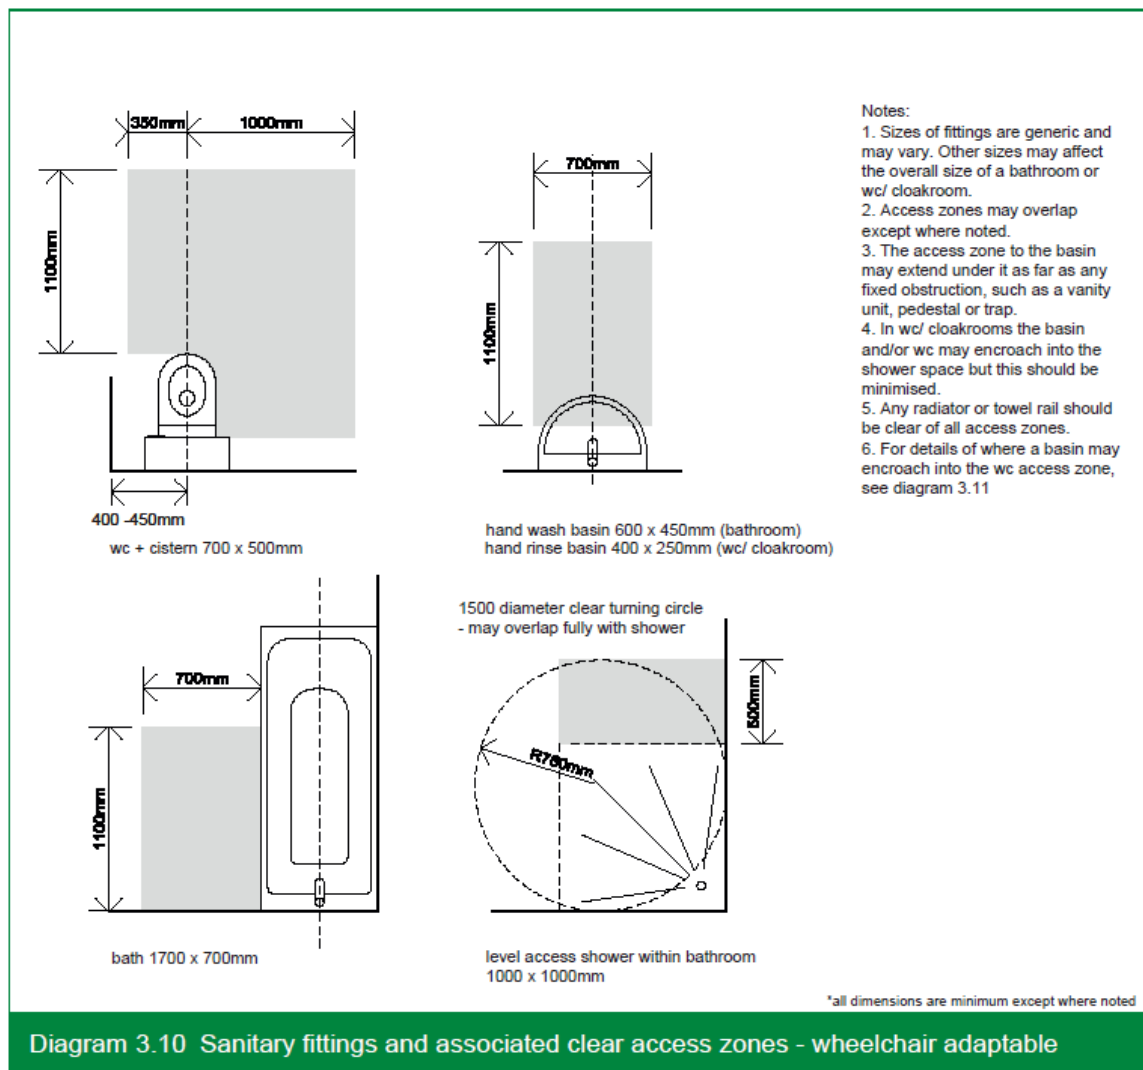 350mm
1000mm
1100mm
400 -450mm
wc + cistern 700 x 500mm
700mm
1100mm
hand wash basin 600 x 450mm (bathroom)
hand rinse basin 400 x 250mm (wc/ cloakroom)
Notes:
1. Sizes of fittings are generic and
may vary. Other sizes may affect
the overall size of a bathroom or
wc/ cloakroom.
2. Access zones may overlap
except where noted.
3. The access zone to the basin
may extend under it as far as any
fixed obstruction, such as a vanity
unit, pedestal or trap.
4. In wc/ cloakrooms the basin
and/or wc may encroach into the
shower space but this should be
minimised.
5. Any radiator or towel rail should
be clear of all access zones.
6. For details of where a basin may
encroach into the wc access zone,
see diagram 3.11
700mm
1100mm
bath 1700 x 700mm
1500 diameter clear turning circle
- may overlap fully with shower
500mm
R750mm
level access shower within bathroom
1000 x 1000mm
*all dimensions are minimum except where noted
Diagram 3.10 Sanitary fittings and associated clear access zones - wheelchair adaptable